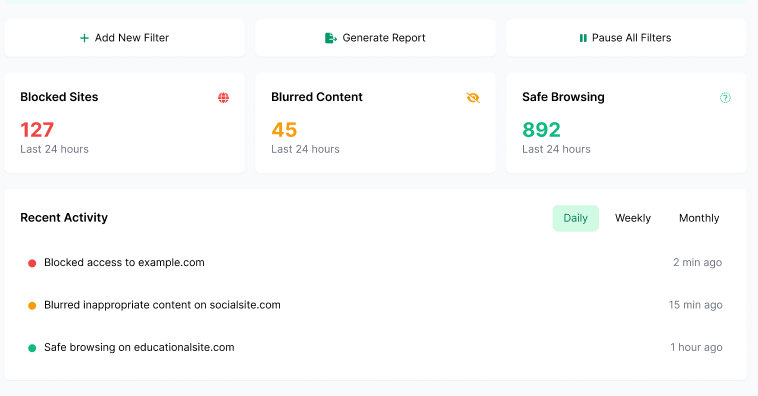 Add New Filter
Generate Report
Pause All Filters
Blocked Sites
127
Last 24 hours
Blurred Content
45
Last 24 hours
Safe Browsing
892
Last 24 hours
Recent Activity
Daily
Weekly
Monthly
Blocked access to example.com
2 min ago
Blurred inappropriate content on socialsite.com
15 min ago
Safe browsing on educationalsite.com
1 hour ago